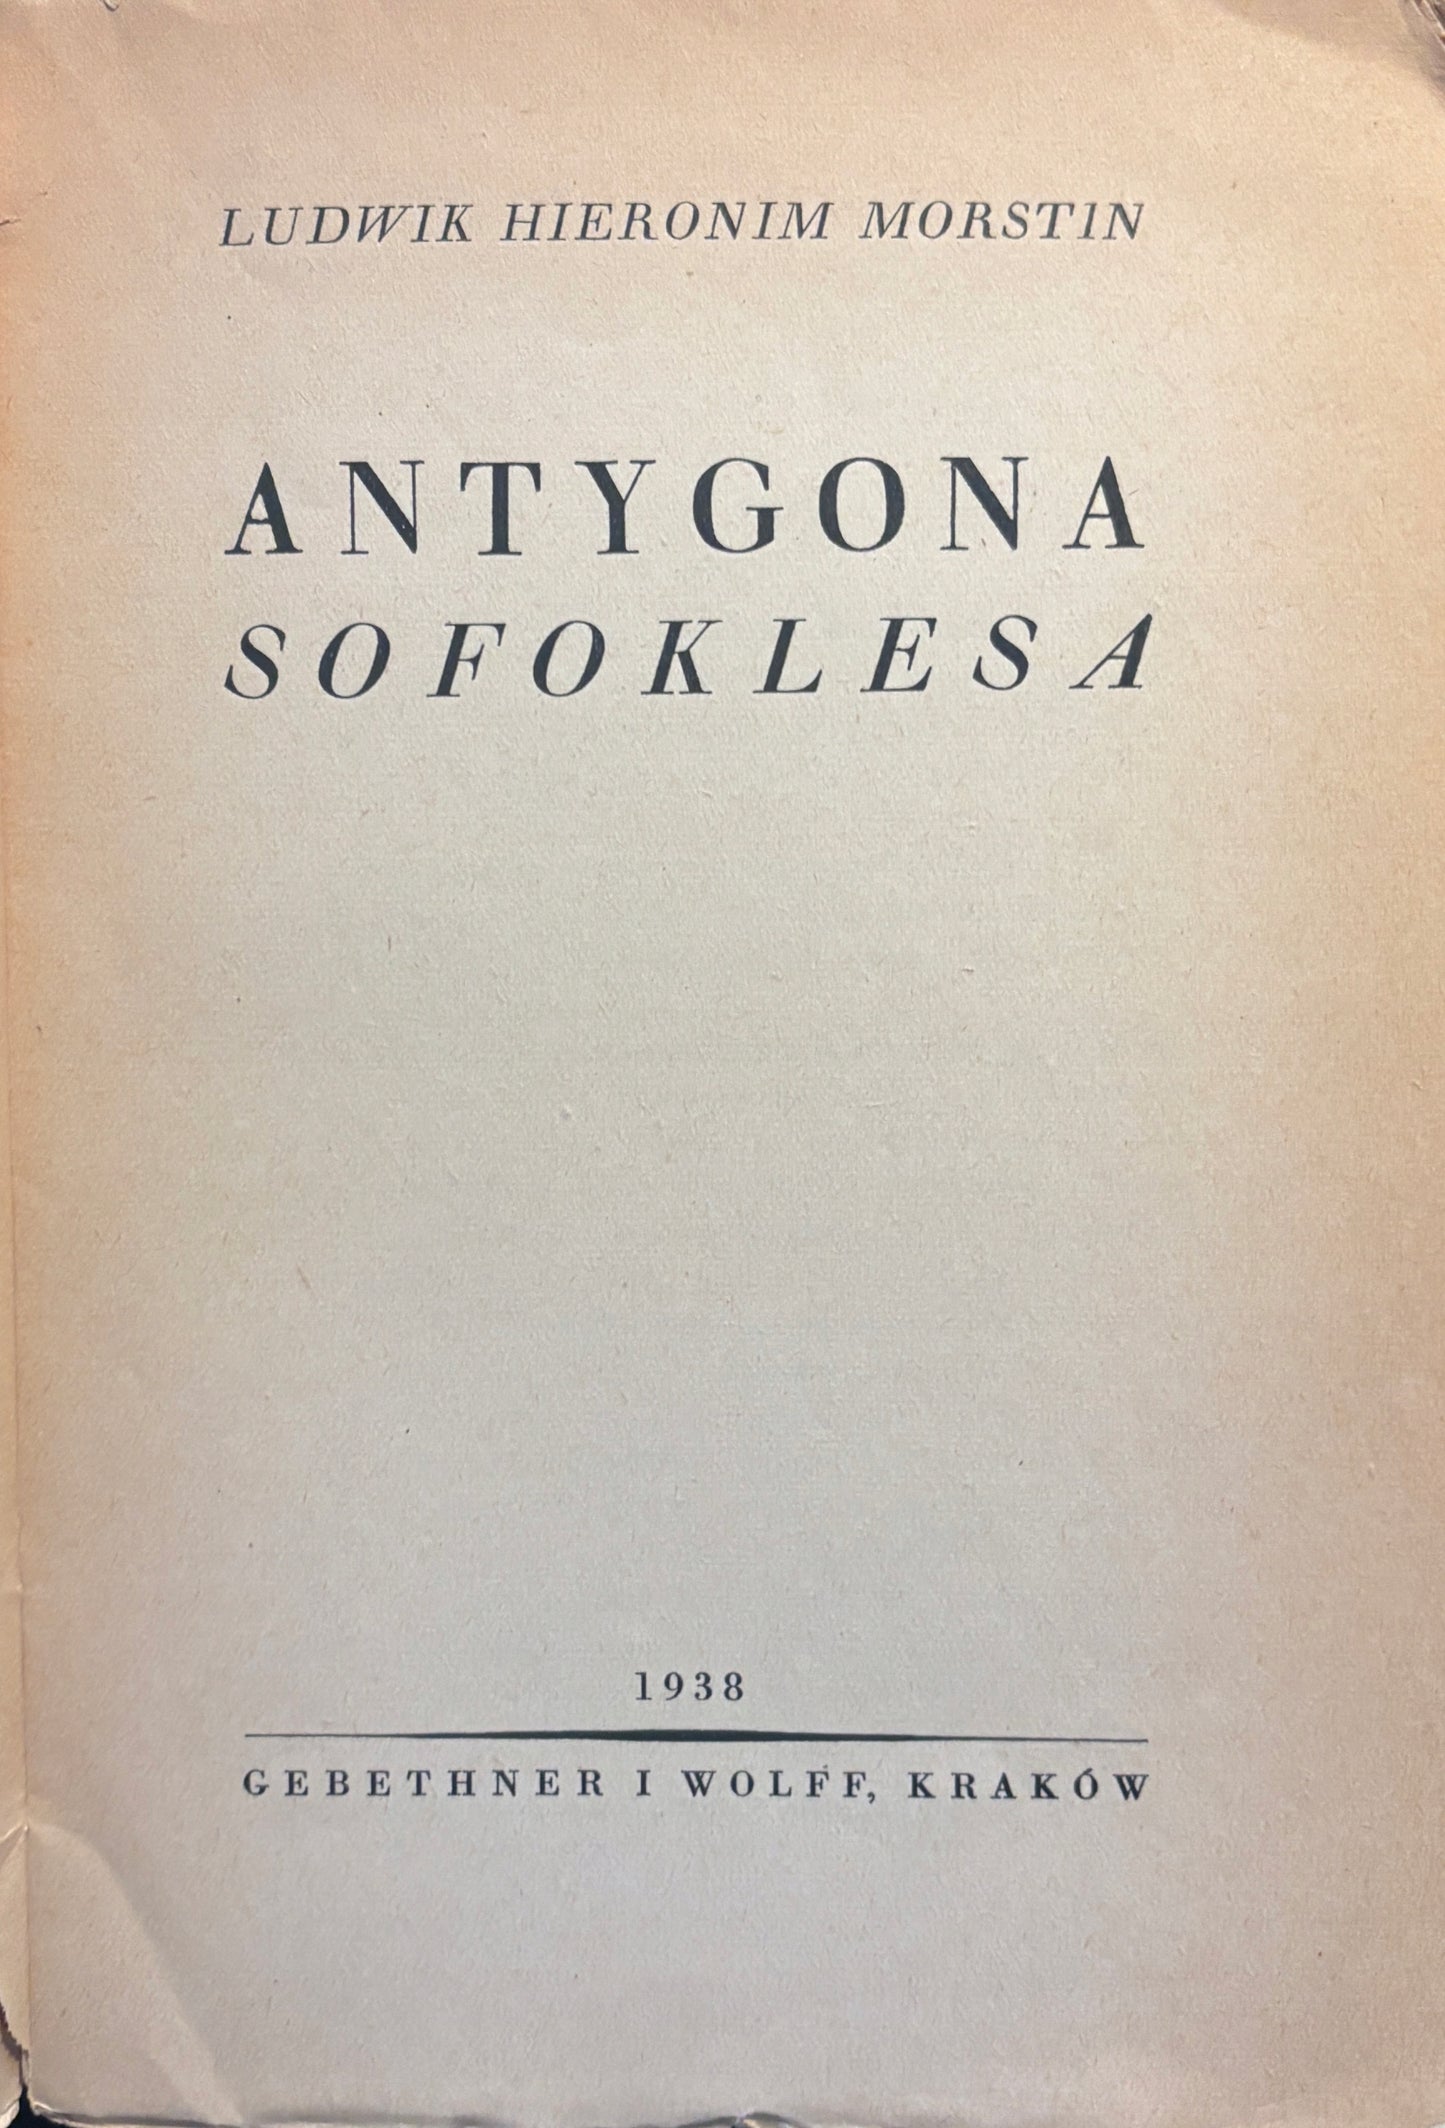 LUDWIK HIERONIM MORSTIN
ANTYGONA
SOFOKLESA
1938
GEBETHNER I WOLFF, KRAKÓW